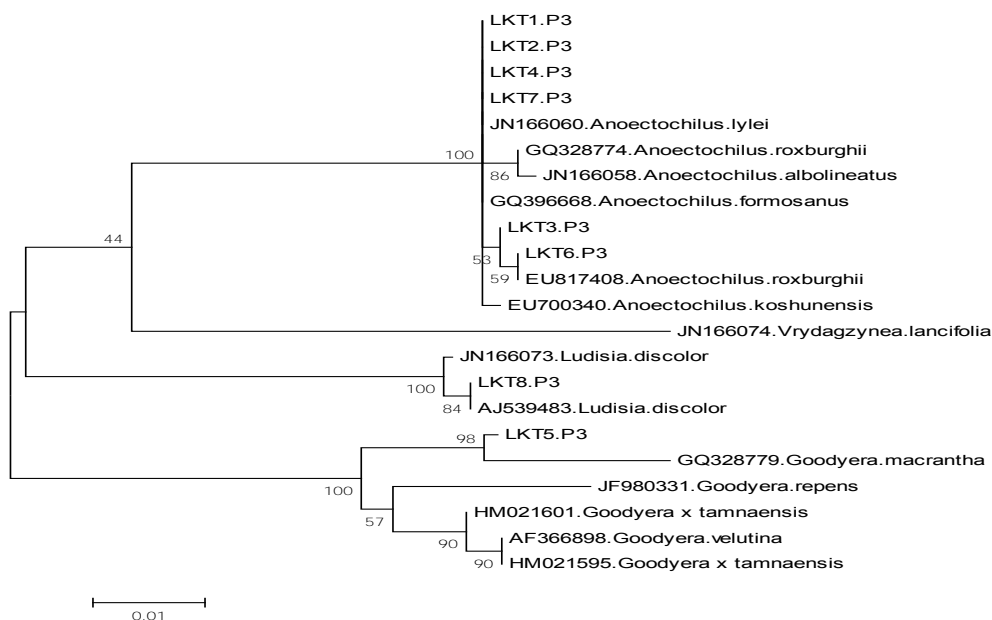 LKT1.P3
LKT2.P3
LKT4.P3
LKT7.P3
JN166060.Anoectochilus.lylei
100
GQ328774.Anoectochilus.roxburghii
86
JN166058.Anoectochilus.albolineatus
GQ396668.Anoectochilus.formosanus
LKT3.P3
44
LKT6.P3
53
59
EU817408.Anoectochilus.roxburghii
EU700340.Anoectochilus.koshunensis
JN166074.Vrydagzynea.lancifolia
JN166073.Ludisia.discolor
LKT8.P3
100
84
AJ539483.Ludisia.discolor
LKT5.P3
98
GQ328779.Goodyera.macrantha
JF980331.Goodyera.repens
100
HM021601.Goodyera x tamnaensis
57
AF366898.Goodyera.velutina
90
90
HM021595.Goodyera x tamnaensis
0.01